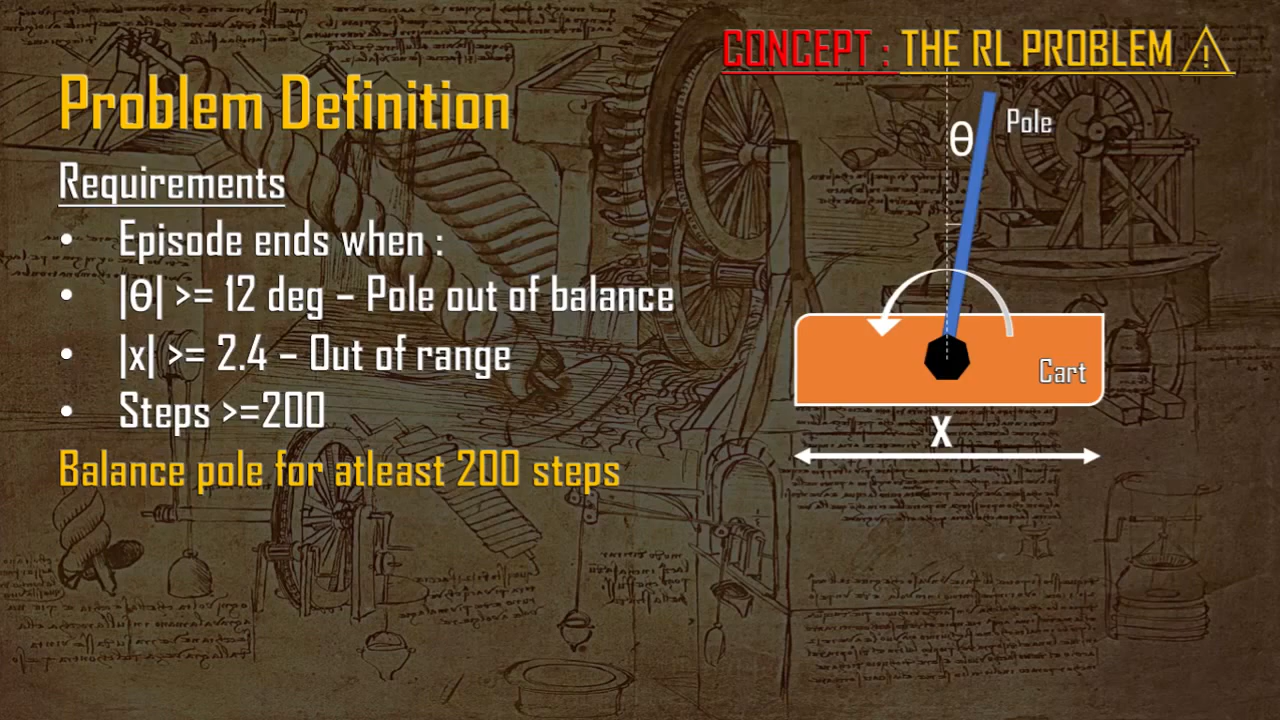 CONCEPT : THE RL PROBLEM
Problem Definition
Requirements
• Episode ends when :
• |θ| >= 12 deg – Pole out of balance
• |x| >= 2.4 – Out of range
• Steps >=200
Balance pole for atleast 200 steps
θ
Pole
Cart
X